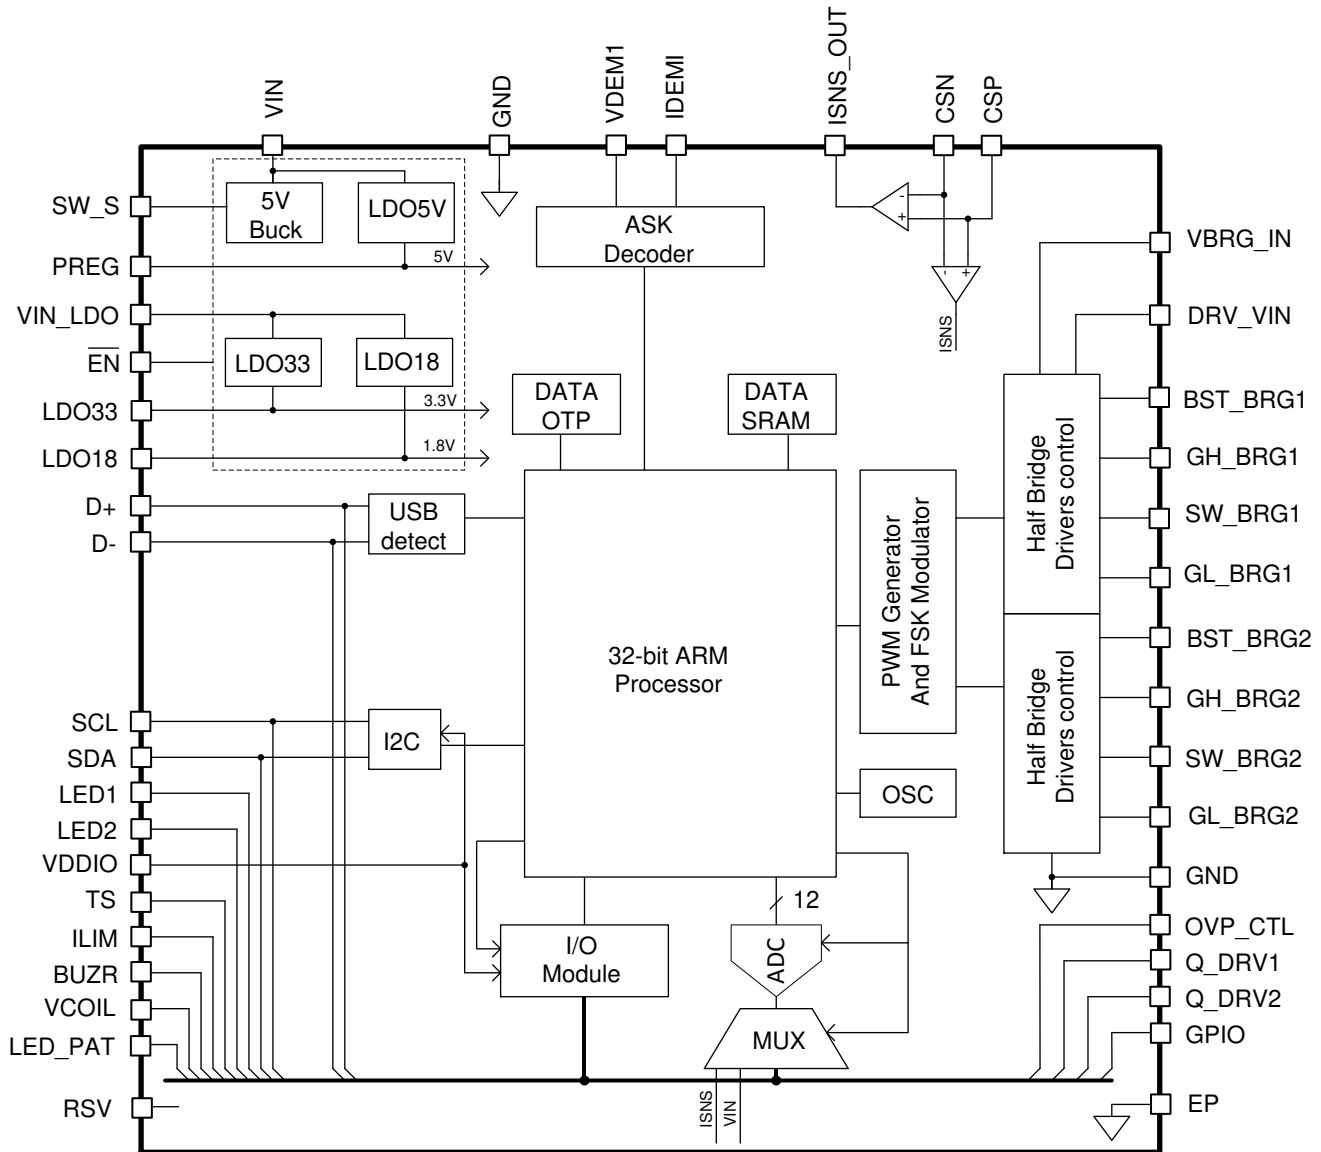 VIN
GND
VDEM1
IDEMI
ISNS_OUT
CSN
CSP
SW_S
PREG
VIN_LDO
EN
LDO33
LDO18
D+
D-
SCL
SDA
LED1
LED2
VDDIO
TS
ILIM
BUZR
VCOIL
LED_PAT
RSV
5V
Buck
LDO5V
5V
LDO33
LDO18
3.3V
1.8V
ASK
Decoder
-
+
-
+
ISNS
DATA
OTP
DATA
SRAM
USB
detect
32-bit ARM
Processor
PWM Generator
And FSK Modulator
Half Bridge
Drivers control
Half Bridge
Drivers control
I2C
OSC
12
I/O
Module
ADC
MUX
ISNS
VIN
VBRG_IN
DRV_VIN
BST_BRG1
GH_BRG1
SW_BRG1
GL_BRG1
BST_BRG2
GH_BRG2
SW_BRG2
GL_BRG2
GND
OVP_CTL
Q_DRV1
Q_DRV2
GPIO
EP